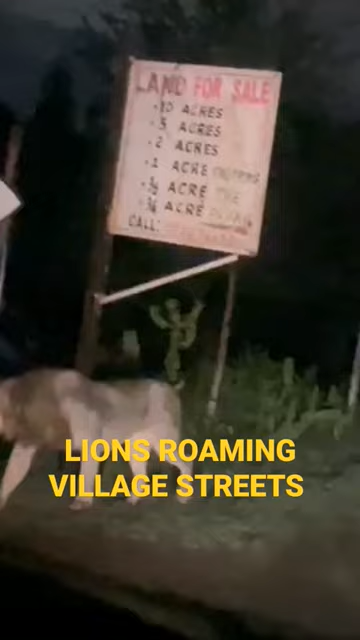 LAND FOR SALE
-10 ACRES
-5 ACRES
-2 ACRES
-1 ACRE
-½ ACRE
-¼ ACRE
CALL:
LIONS ROAMING
VILLAGE STREETS